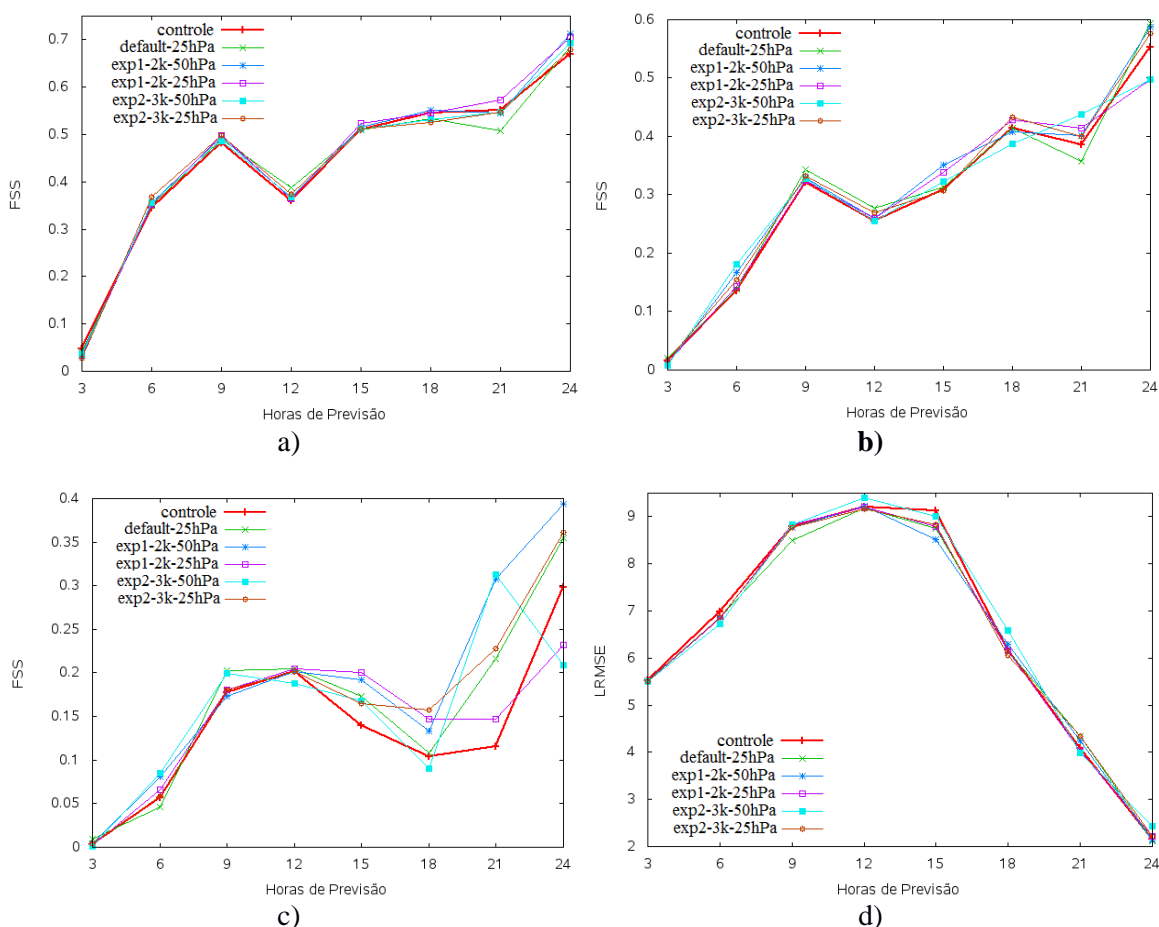 controle
default-25hPa
exp1-2k-50hPa
exp1-2k-25hPa
exp2-3k-50hPa
exp2-3k-25hPa
0.7
0.6
0.5
0.4
0.3
0.2
0.1
0
FSS
3 6 9 12 15 18 21 24
Horas de Previsão
a)
controle
default-25hPa
exp1-2k-50hPa
exp1-2k-25hPa
exp2-3k-50hPa
exp2-3k-25hPa
0.6
0.5
0.4
0.3
0.2
0.1
0
FSS
3 6 9 12 15 18 21 24
Horas de Previsão
b)
controle
default-25hPa
exp1-2k-50hPa
exp1-2k-25hPa
exp2-3k-50hPa
exp2-3k-25hPa
0.4
0.35
0.3
0.25
0.2
0.15
0.1
0.05
0
FSS
3 6 9 12 15 18 21 24
Horas de Previsão
c)
9
8
7
6
5
4
3
2
LRMSE
controle
default-25hPa
exp1-2k-50hPa
exp1-2k-25hPa
exp2-3k-50hPa
exp2-3k-25hPa
3 6 9 12 15 18 21 24
Horas de Previsão
d)